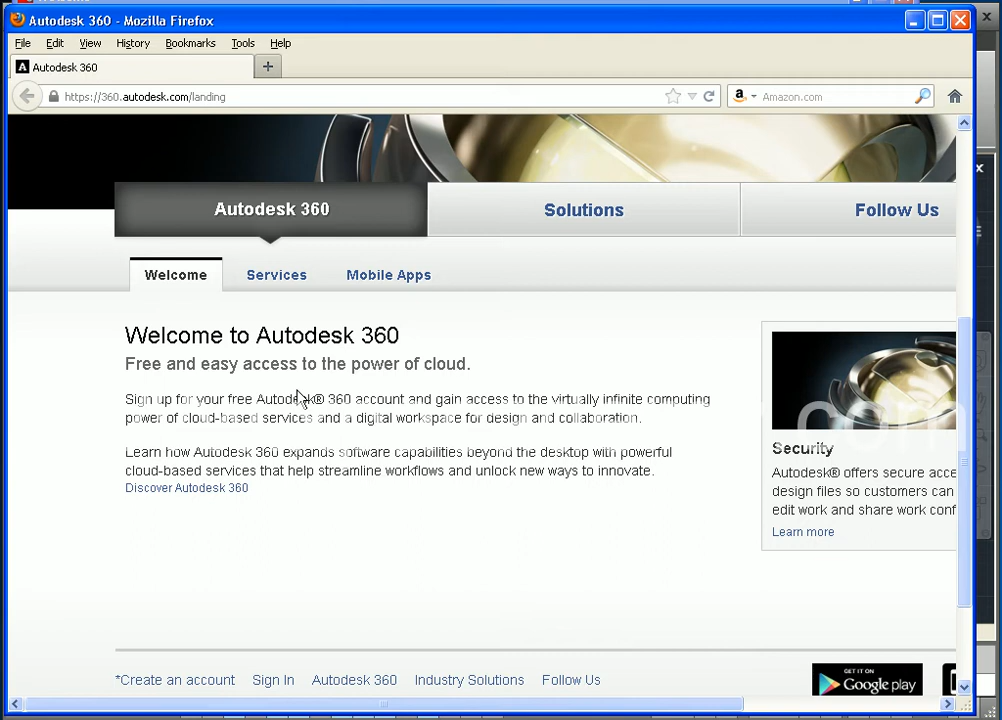 Autodesk 360 - Mozilla Firefox
File Edit View History Bookmarks Tools Help
Autodesk 360
https://360.autodesk.com/landing
Amazon.com
Autodesk 360 Solutions Follow Us
Welcome Services Mobile Apps
Welcome to Autodesk 360
Free and easy access to the power of cloud.
Sign up for your free Autodesk® 360 account and gain access to the virtually infinite computing
power of cloud-based services and a digital workspace for design and collaboration.
Learn how Autodesk 360 expands software capabilities beyond the desktop with powerful
cloud-based services that help streamline workflows and unlock new ways to innovate.
Discover Autodesk 360
Security
Autodesk® offers secure acce
design files so customers can
edit work and share work conf
Learn more
*Create an account Sign In Autodesk 360 Industry Solutions Follow Us
GET IT ON
Google play